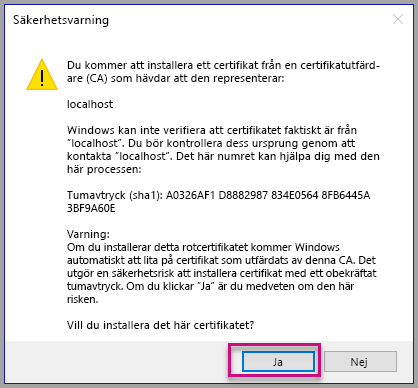 Säkerhetsvarning
Du kommer att installera ett certifikat från en certifikatutfärd-
are (CA) som hävdar att den representerar:
localhost
Windows kan inte verifiera att certifikatet faktiskt är från
"localhost". Du bör kontrollera dess ursprung genom att
kontakta "localhost". Det här numret kan hjälpa dig med den
här processen:
Tumavtryck (sha1): A0326AF1 D8882987 834E0564 8FB6445A
3BF9A60E
Varning:
Om du installerar detta rotcertifikatet kommer Windows
automatiskt att lita på certifikat som utfärdats av denna CA. Det
utgör en säkerhetsrisk att installera certifikat med ett obekräftat
tumavtryck. Om du klickar "Ja" är du medveten om den här
risken.
Vill du installera det här certifikatet?
Ja
Nej